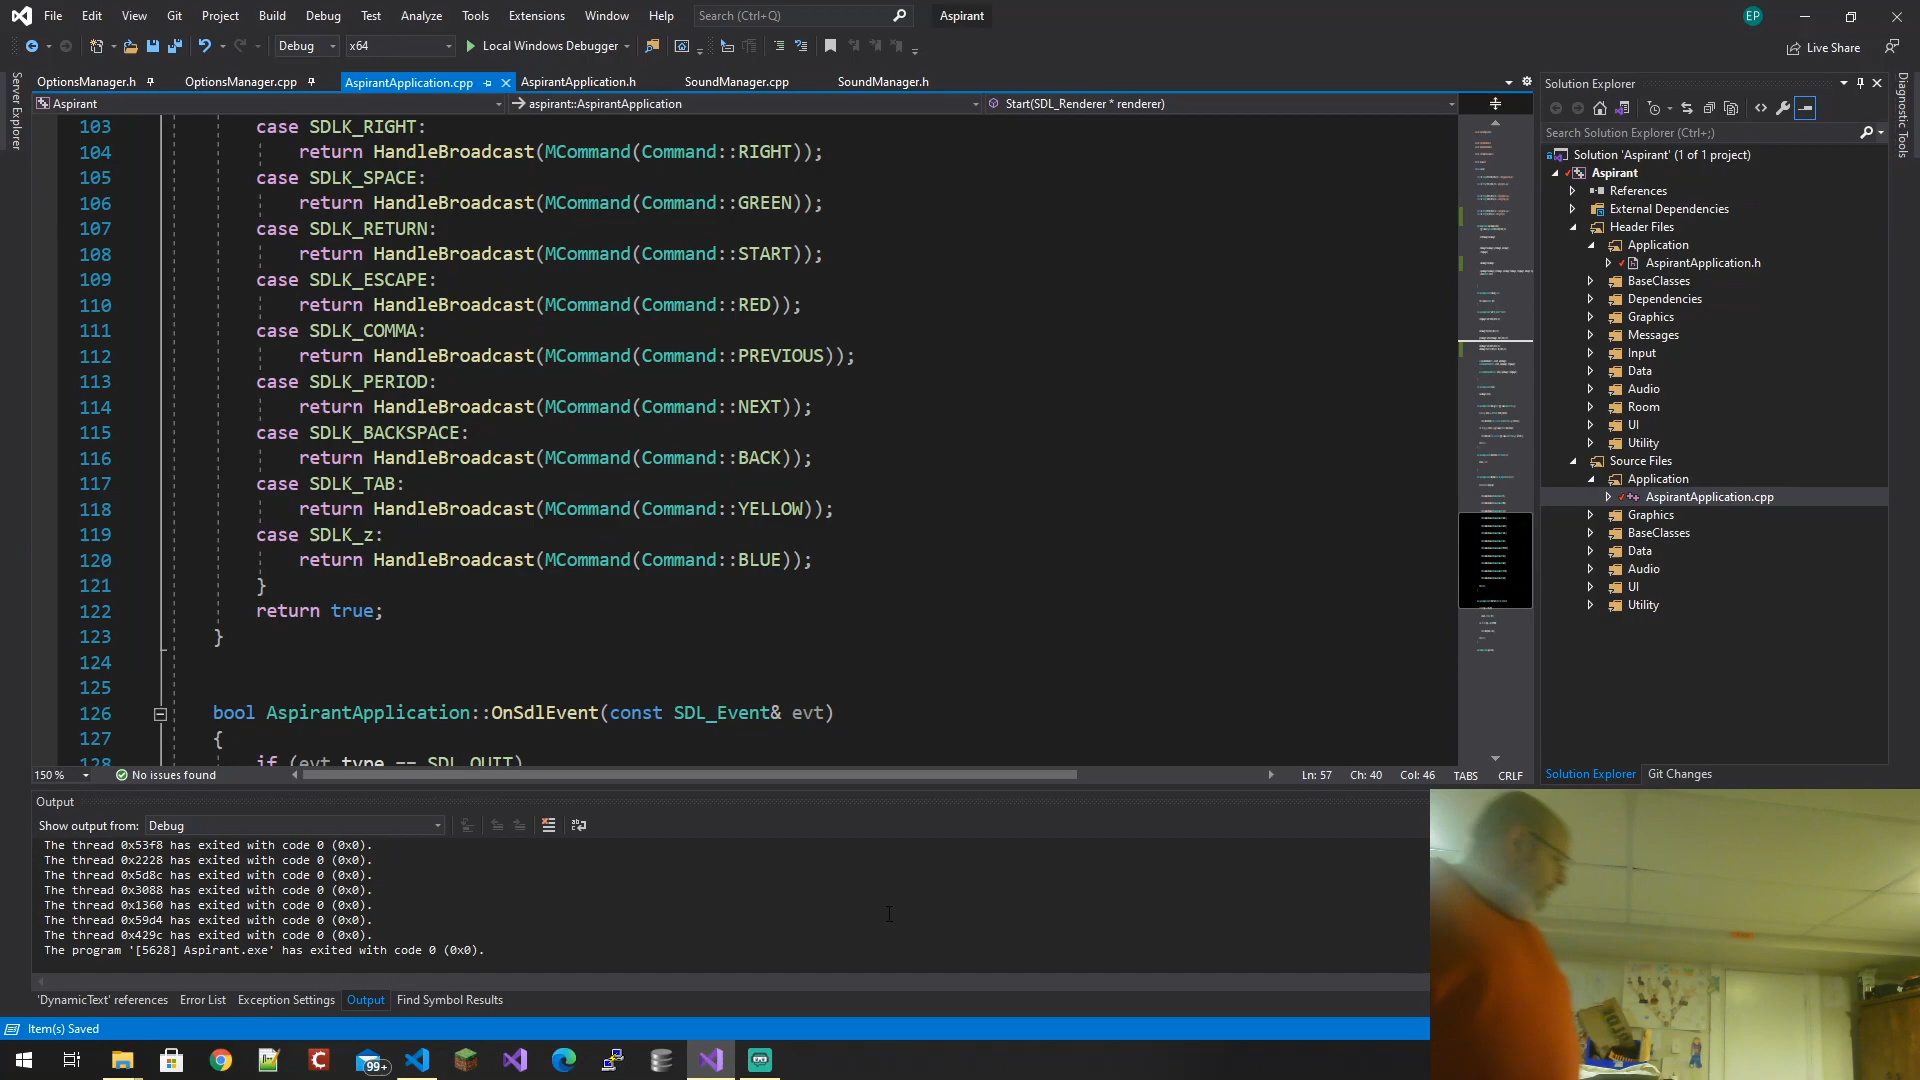 File Edit View Git Project Build Debug Test Analyze Tools Extensions Window Help Search (Ctrl+Q) Aspirant EP
Debug x64 Local Windows Debugger Live Share
Server Explorer
OptionsManager.h OptionsManager.cpp AspirantApplication.cpp AspirantApplication.h SoundManager.cpp SoundManager.h
Aspirant aspirant::AspirantApplication Start(SDL_Renderer * renderer)
103 case SDLK_RIGHT:
104 return HandleBroadcast(MCommand(Command::RIGHT));
105 case SDLK_SPACE:
106 return HandleBroadcast(MCommand(Command::GREEN));
107 case SDLK_RETURN:
108 return HandleBroadcast(MCommand(Command::START));
109 case SDLK_ESCAPE:
110 return HandleBroadcast(MCommand(Command::RED));
111 case SDLK_COMMA:
112 return HandleBroadcast(MCommand(Command::PREVIOUS));
113 case SDLK_PERIOD:
114 return HandleBroadcast(MCommand(Command::NEXT));
115 case SDLK_BACKSPACE:
116 return HandleBroadcast(MCommand(Command::BACK));
117 case SDLK_TAB:
118 return HandleBroadcast(MCommand(Command::YELLOW));
119 case SDLK_z:
120 return HandleBroadcast(MCommand(Command::BLUE));
121 }
122 return true;
123 }
124
125
126 bool AspirantApplication::OnSdlEvent(const SDL_Event& evt)
127 {
128 if (evt.type == SDL_QUIT)
150 % No issues found Ln: 57 Ch: 40 Col: 46 TABS CRLF
Solution Explorer
Search Solution Explorer (Ctrl+;)
Solution 'Aspirant' (1 of 1 project)
Aspirant
References
External Dependencies
Header Files
Application
AspirantApplication.h
BaseClasses
Dependencies
Graphics
Messages
Input
Data
Audio
Room
UI
Utility
Source Files
Application
AspirantApplication.cpp
Graphics
BaseClasses
Data
Audio
UI
Utility
Solution Explorer Git Changes
Diagnostic Tools
Output
Show output from: Debug
The thread 0x53f8 has exited with code 0 (0x0).
The thread 0x2228 has exited with code 0 (0x0).
The thread 0x5d8c has exited with code 0 (0x0).
The thread 0x3088 has exited with code 0 (0x0).
The thread 0x1360 has exited with code 0 (0x0).
The thread 0x59d4 has exited with code 0 (0x0).
The thread 0x429c has exited with code 0 (0x0).
The program '[5628] Aspirant.exe' has exited with code 0 (0x0).
'DynamicText' references Error List Exception Settings Output Find Symbol Results
Item(s) Saved
99+